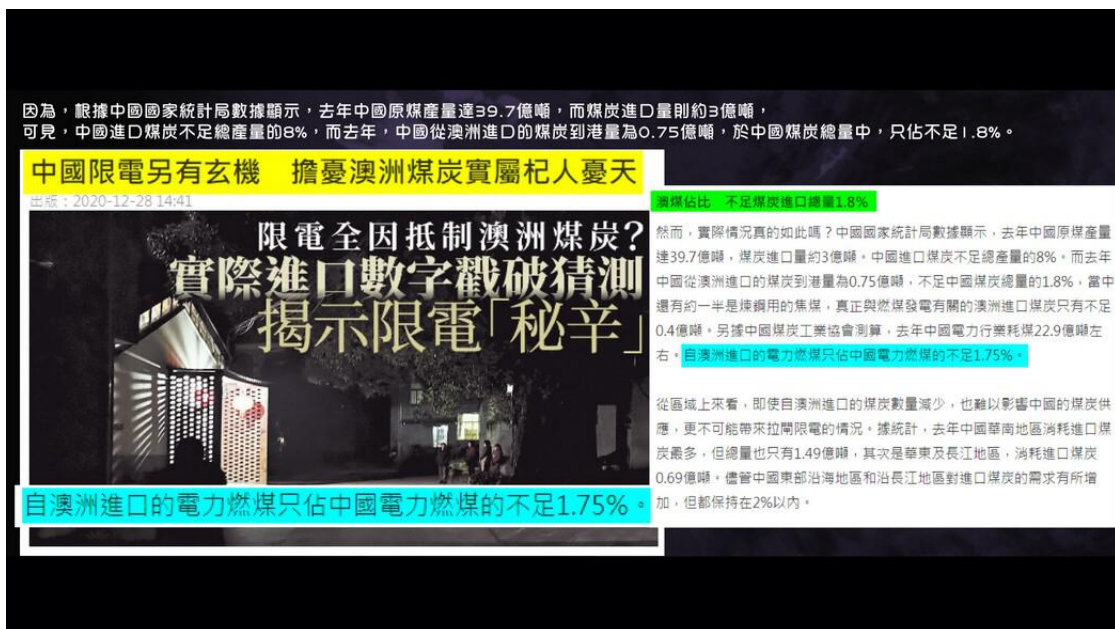 因為，根據中國國家統計局數據顯示，去年中國原煤產量達39.7億噸，而煤炭進口量則約3億噸，
可見，中國進口煤炭不足總產量的8%，而去年，中國從澳洲進口的煤炭到港量為0.75億噸，於中國煤炭總量中，只佔不足1.8%。
中國限電另有玄機　擔憂澳洲煤炭實屬杞人憂天
出版：2020-12-28 14:41
限電全因抵制澳洲煤炭?
實際進口數字戳破猜測
揭示限電「秘辛」
自澳洲進口的電力燃煤只佔中國電力燃煤的不足1.75%。
澳煤佔比　不足煤炭進口總量1.8%
然而，實際情況真的如此嗎？中國國家統計局數據顯示，去年中國原煤產量
達39.7億噸，煤炭進口量約3億噸。中國進口煤炭不足總產量的8%。而去年
中國從澳洲進口的煤炭到港量為0.75億噸，不足中國煤炭總量的1.8%，當中
還有約一半是煉鋼用的焦煤，真正與燃煤發電有關的澳洲進口煤炭只有不足
0.4億噸。另據中國煤炭工業協會測算，去年中國電力行業耗煤22.9億噸左
右。自澳洲進口的電力燃煤只佔中國電力燃煤的不足1.75%。
從區域上來看，即使自澳洲進口的煤炭數量減少，也難以影響中國的煤炭供
應，更不可能帶來拉閘限電的情況。據統計，去年中國華南地區消耗進口煤
炭最多，但總量也只有1.49億噸，其次是華東及長江地區，消耗進口煤炭
0.69億噸。儘管中國東部沿海地區和沿長江地區對進口煤炭的需求有所增
加，但都保持在2%以內。